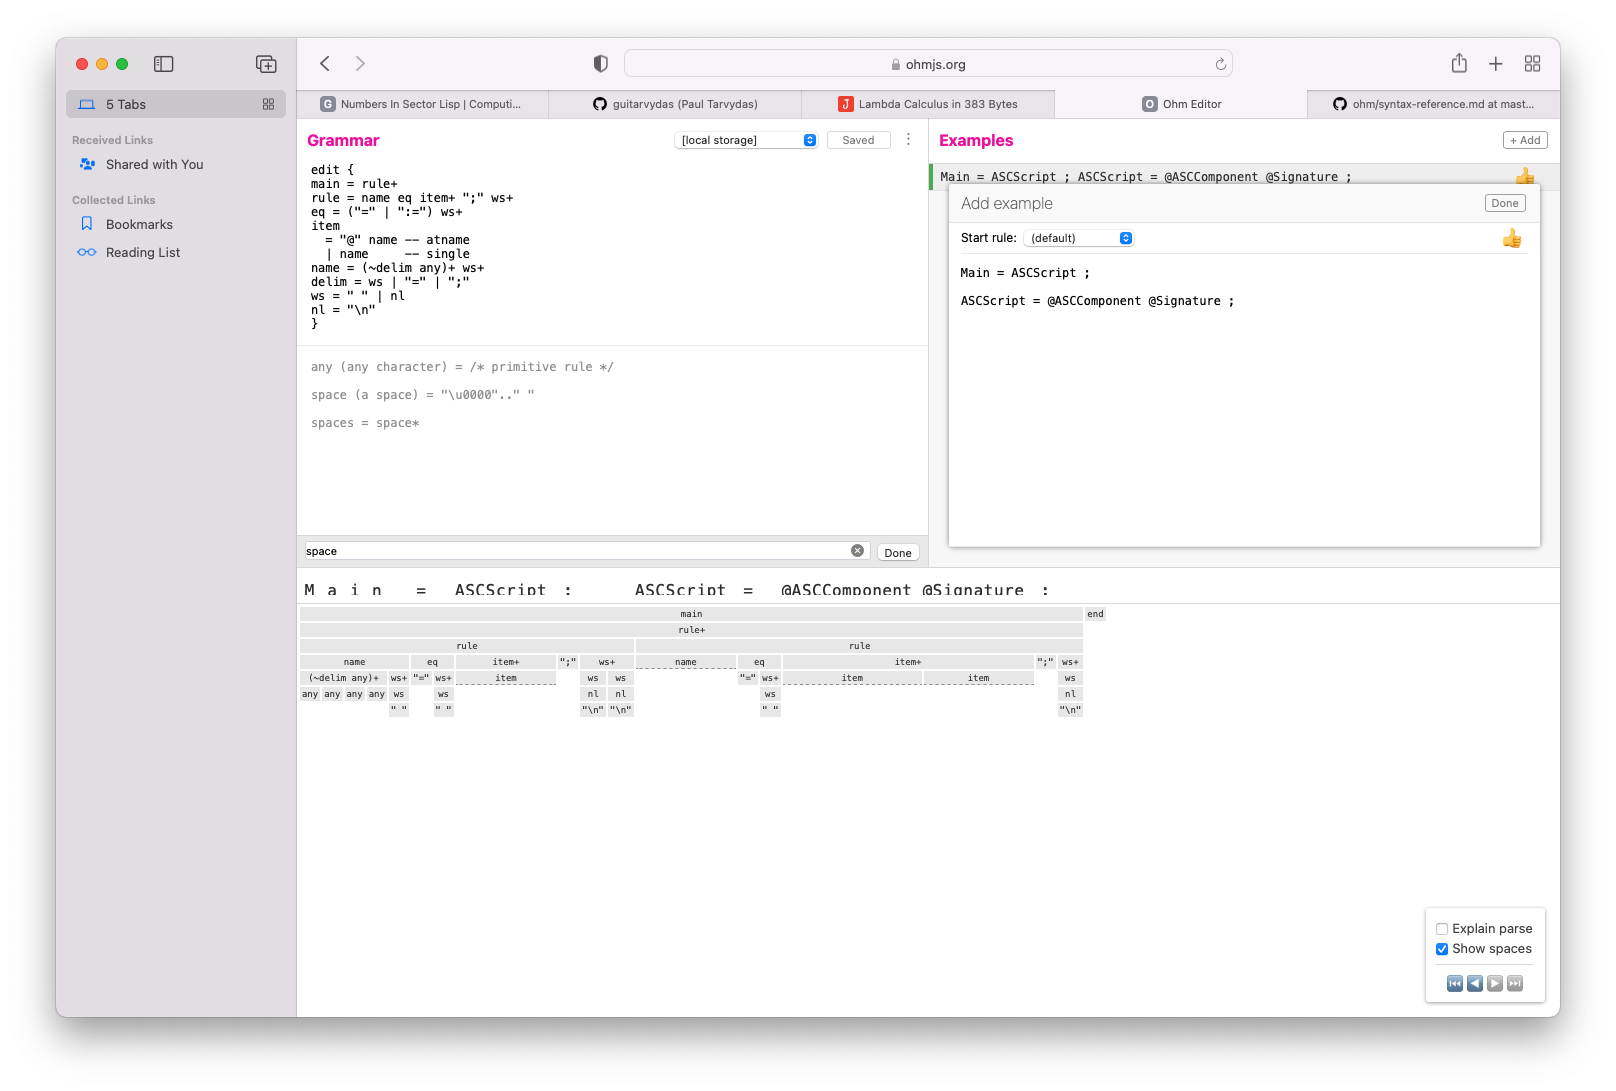 ohmjs.org
5 Tabs
Numbers In Sector Lisp | Computi...
guitarvydas (Paul Tarvydas)
Lambda Calculus in 383 Bytes
Ohm Editor
ohm/syntax-reference.md at mast...
Received Links
Shared with You
Collected Links
Bookmarks
Reading List
Grammar
[local storage]
Saved
edit {
main = rule+
rule = name eq item+ ";" ws+
eq = ("=" | ":=") ws+
item
= "@" name -- atname
| name     -- single
name = (~delim any)+ ws+
delim = ws | "=" | ";"
ws = " " | nl
nl = "\n"
}
any (any character) = /* primitive rule */
space (a space) = "\u0000".." "
spaces = space*
space
Done
Examples
+ Add
Main = ASCScript ; ASCScript = @ASCComponent @Signature ;
Add example
Done
Start rule: (default)
Main = ASCScript ;
ASCScript = @ASCComponent @Signature ;
M a i n = ASCScript ; ASCScript = @ASCComponent @Signature ;
main end
rule+
rule rule
name eq item+ ";" ws+ name eq item+ ";" ws+
(~delim any)+ ws+ "=" ws+ item ws ws "=" ws+ item item ws
any any any any ws ws nl nl ws nl
" " " " "\n" "\n" " " "\n"
Explain parse
Show spaces